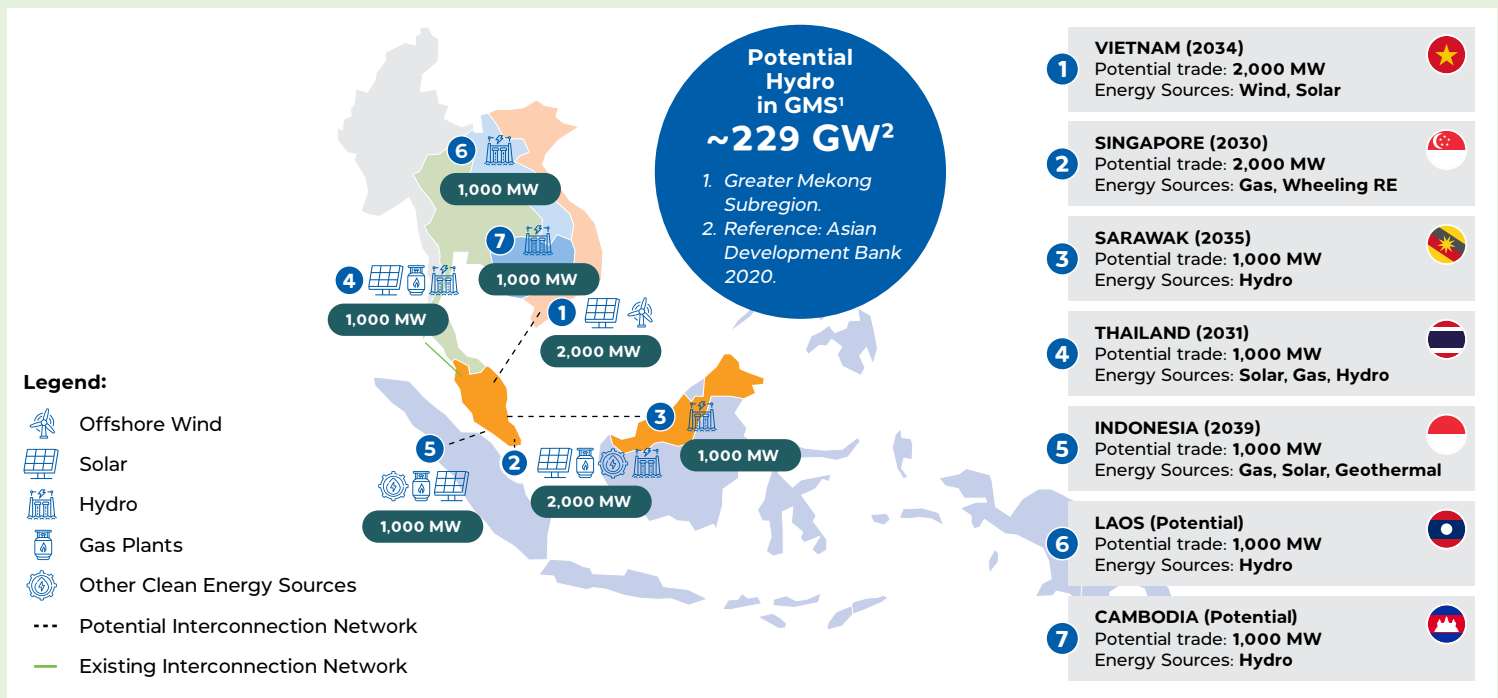 Potential
Hydro
in GMS¹
~229 GW²
1. Greater Mekong
Subregion.
2. Reference: Asian
Development Bank
2020.
6
1,000 MW
7
1,000 MW
4
1,000 MW
1
2,000 MW
3
1,000 MW
5
1,000 MW
2
2,000 MW
Legend:
Offshore Wind
Solar
Hydro
Gas Plants
Other Clean Energy Sources
Potential Interconnection Network
Existing Interconnection Network
1
VIETNAM (2034)
Potential trade: 2,000 MW
Energy Sources: Wind, Solar
2
SINGAPORE (2030)
Potential trade: 2,000 MW
Energy Sources: Gas, Wheeling RE
3
SARAWAK (2035)
Potential trade: 1,000 MW
Energy Sources: Hydro
4
THAILAND (2031)
Potential trade: 1,000 MW
Energy Sources: Solar, Gas, Hydro
5
INDONESIA (2039)
Potential trade: 1,000 MW
Energy Sources: Gas, Solar, Geothermal
6
LAOS (Potential)
Potential trade: 1,000 MW
Energy Sources: Hydro
7
CAMBODIA (Potential)
Potential trade: 1,000 MW
Energy Sources: Hydro